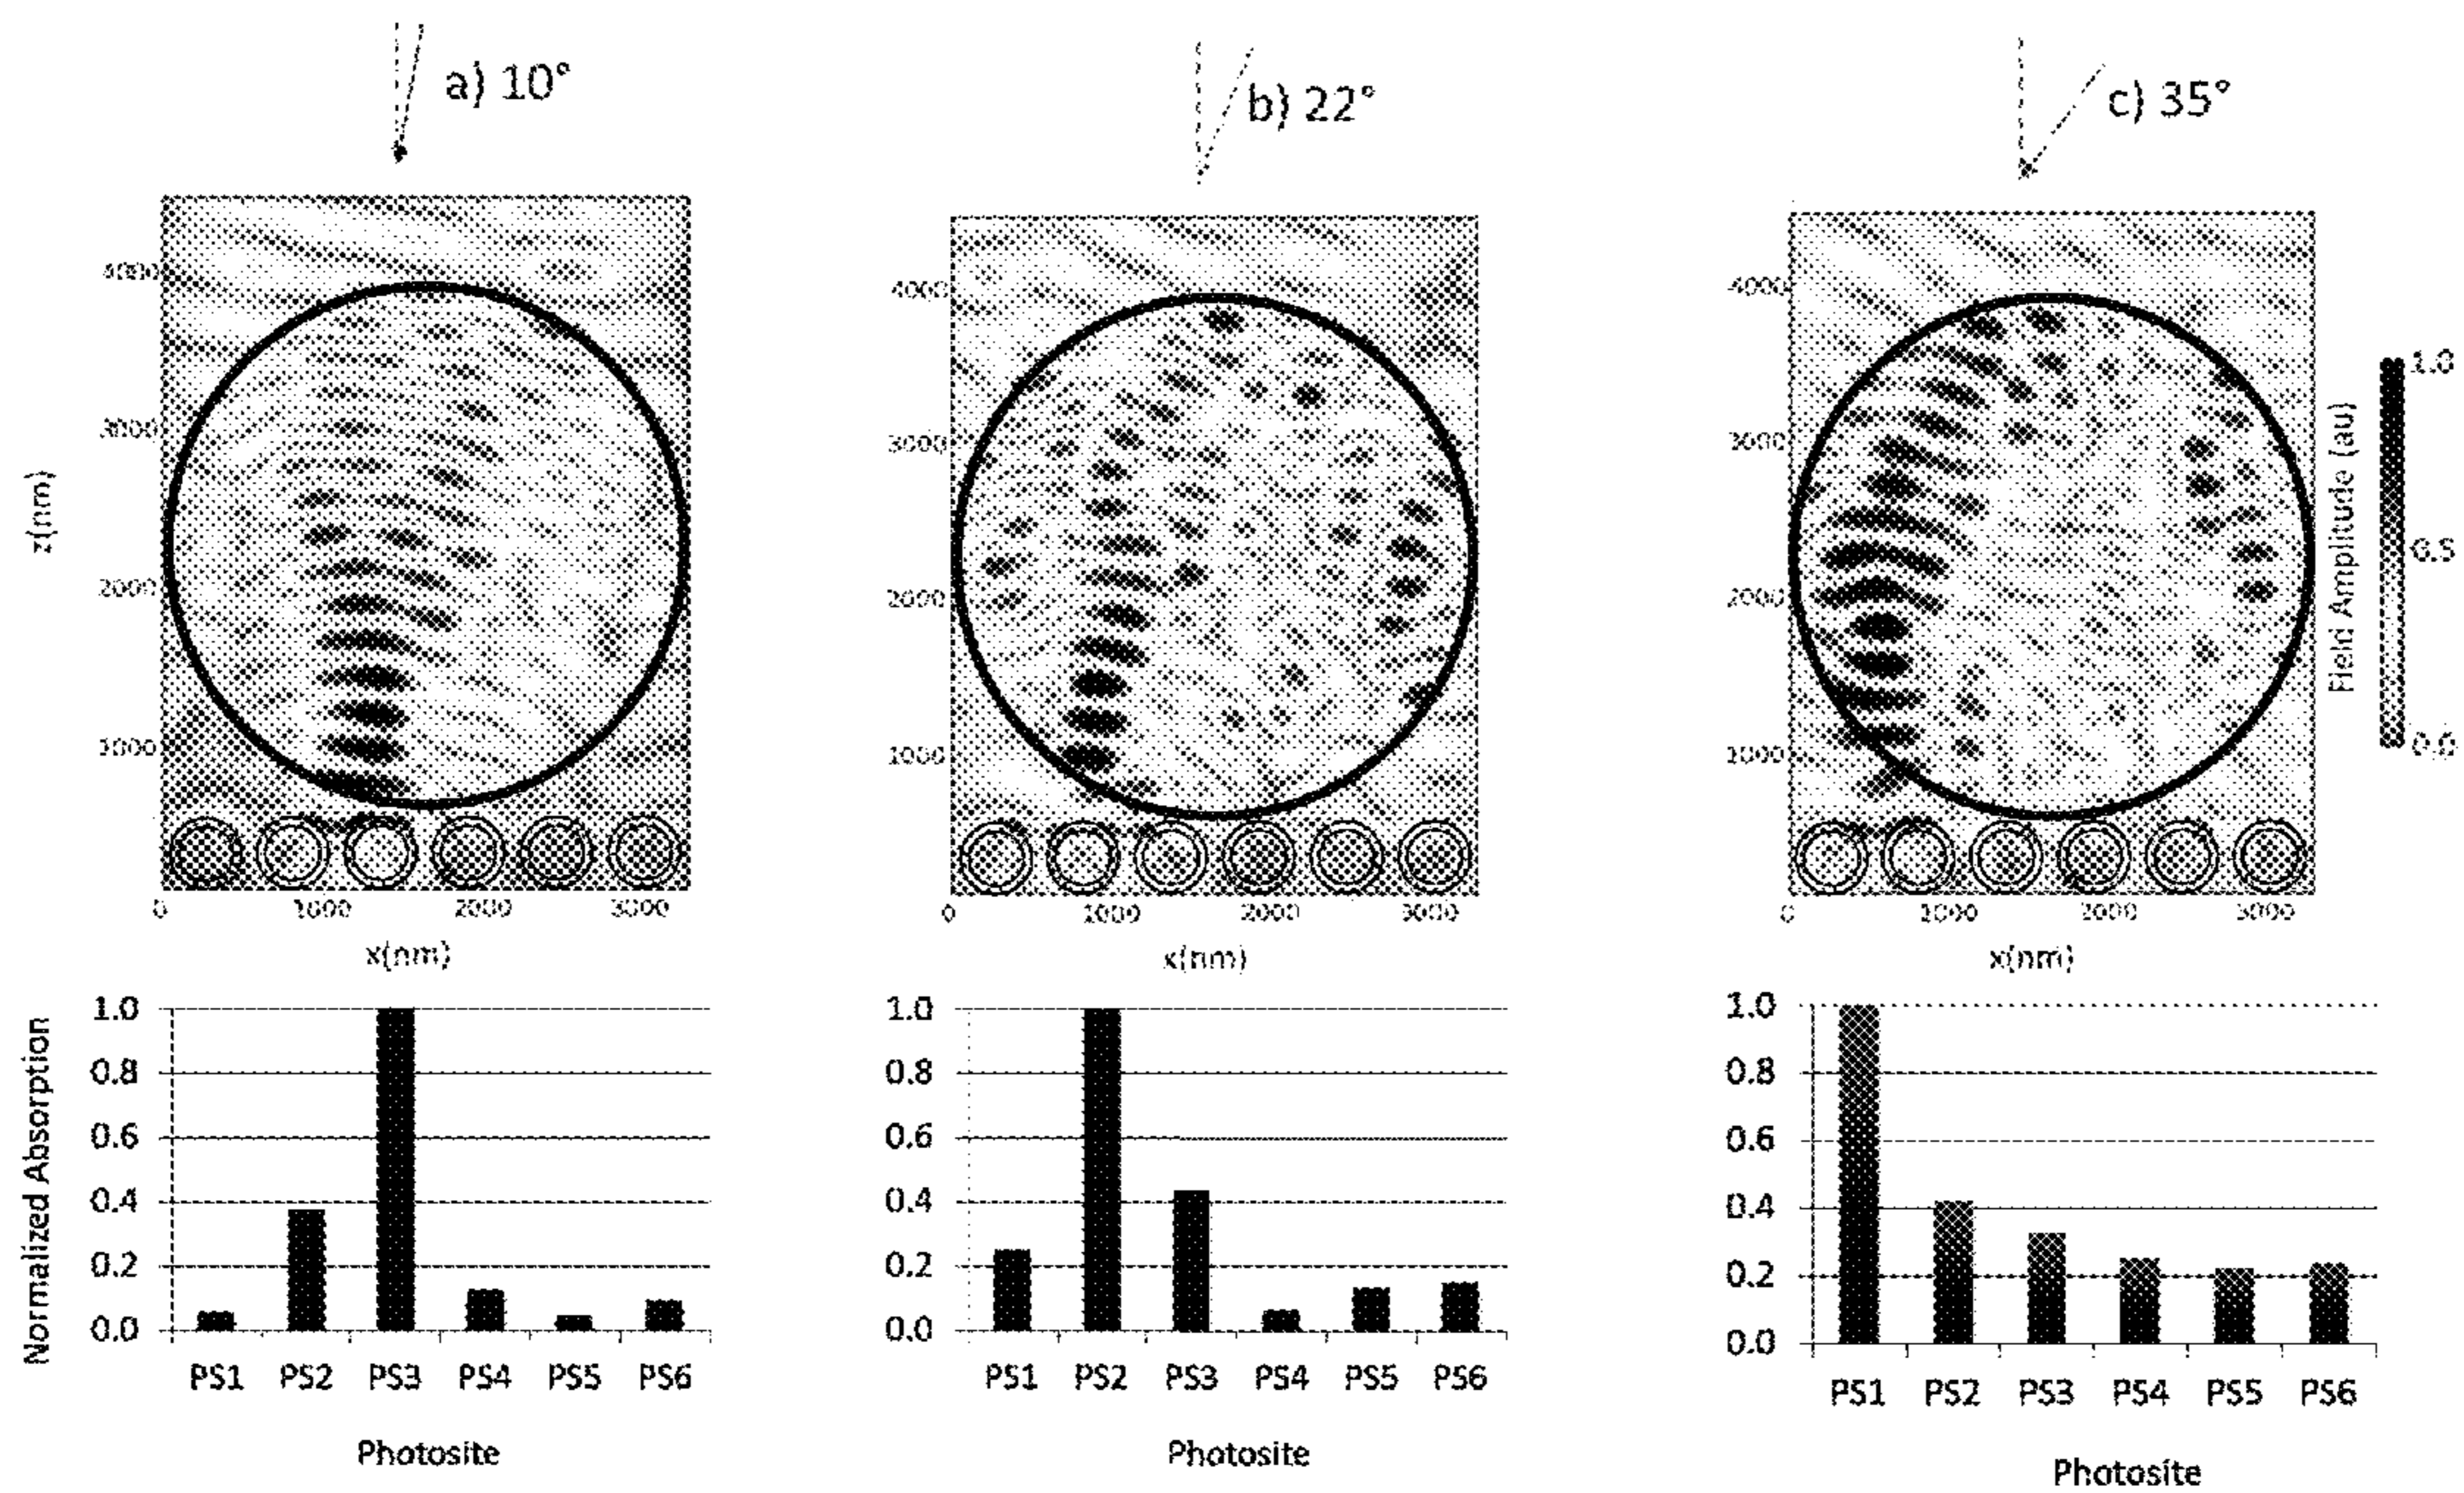 a) 10°
b) 22°
c) 35°
z(nm)
4000
3000
2000
1000
0 1000 2000 3000
x(nm)
4000
3000
2000
1000
0 1000 2000 3000
x(nm)
4000
3000
2000
1000
0 1000 2000 3000
x(nm)
Field Amplitude (au)
1.0
0.5
0.0
Normalized Absorption
1.0
0.8
0.6
0.4
0.2
0.0
PS1 PS2 PS3 PS4 PS5 PS6
Photosite
1.0
0.8
0.6
0.4
0.2
0.0
PS1 PS2 PS3 PS4 PS5 PS6
Photosite
1.0
0.8
0.6
0.4
0.2
0.0
PS1 PS2 PS3 PS4 PS5 PS6
Photosite